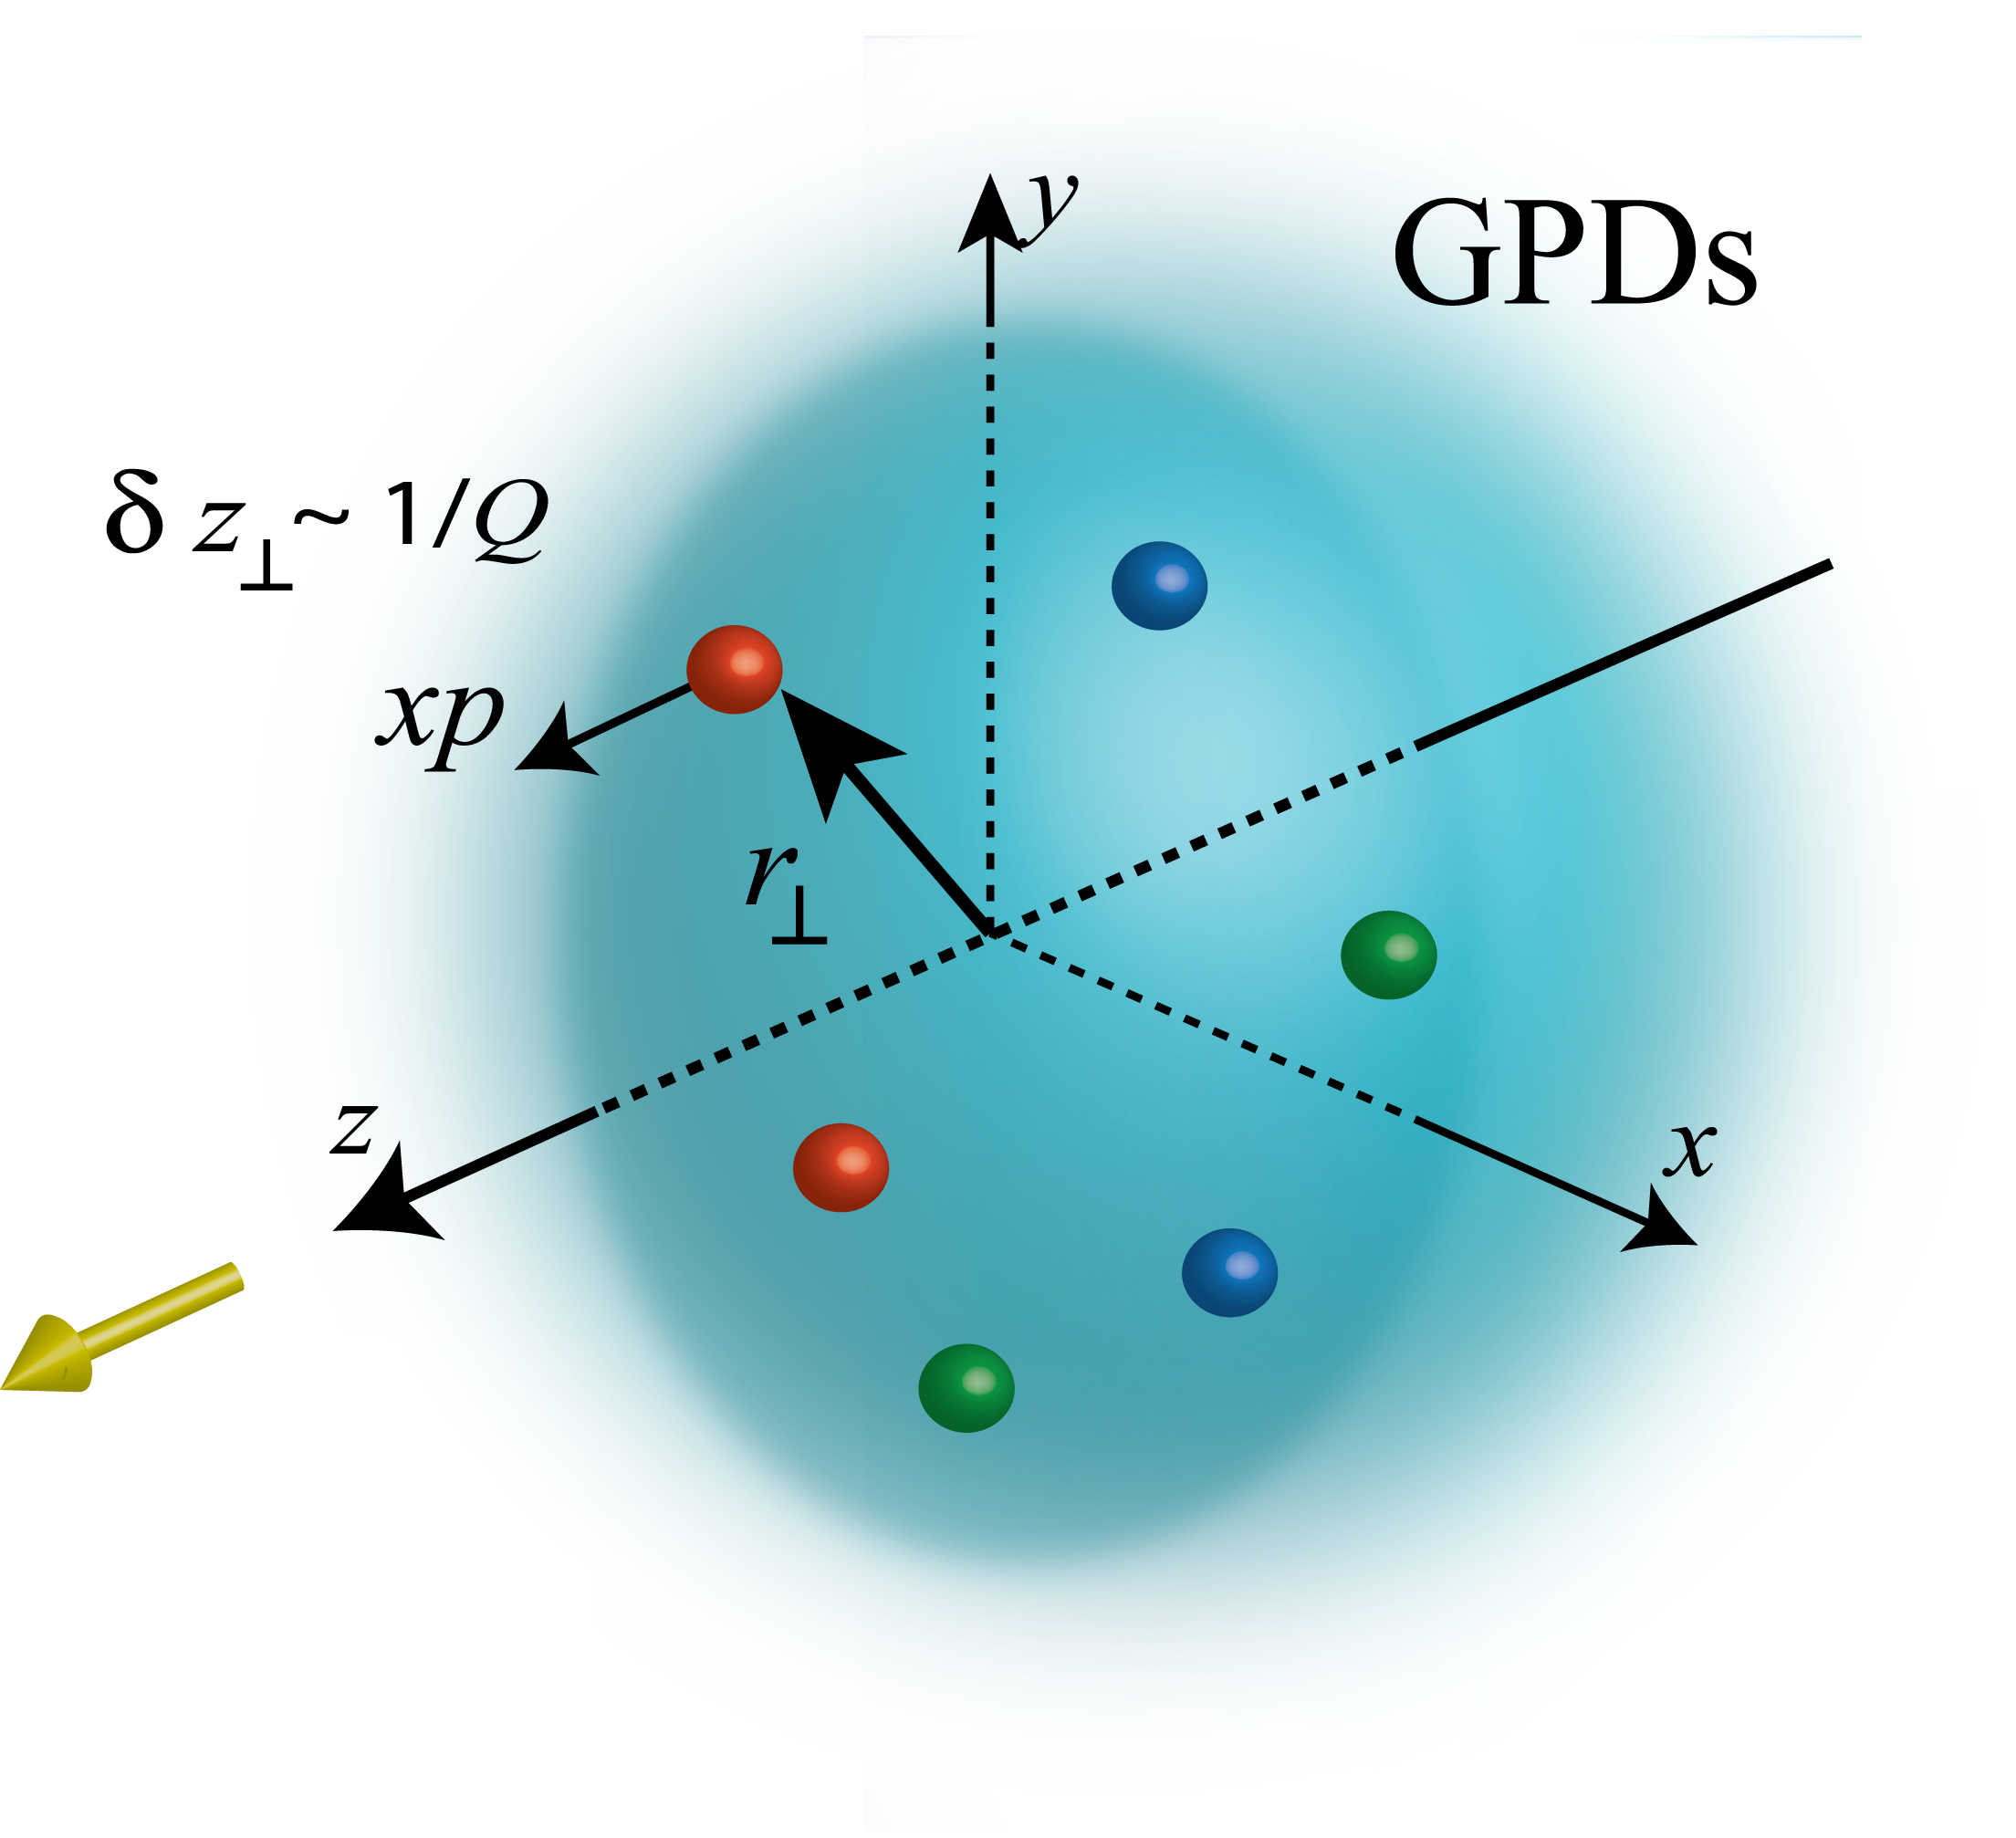 y
GPDs
δ z⊥ ~ 1/Q
xp
r⊥
z
x